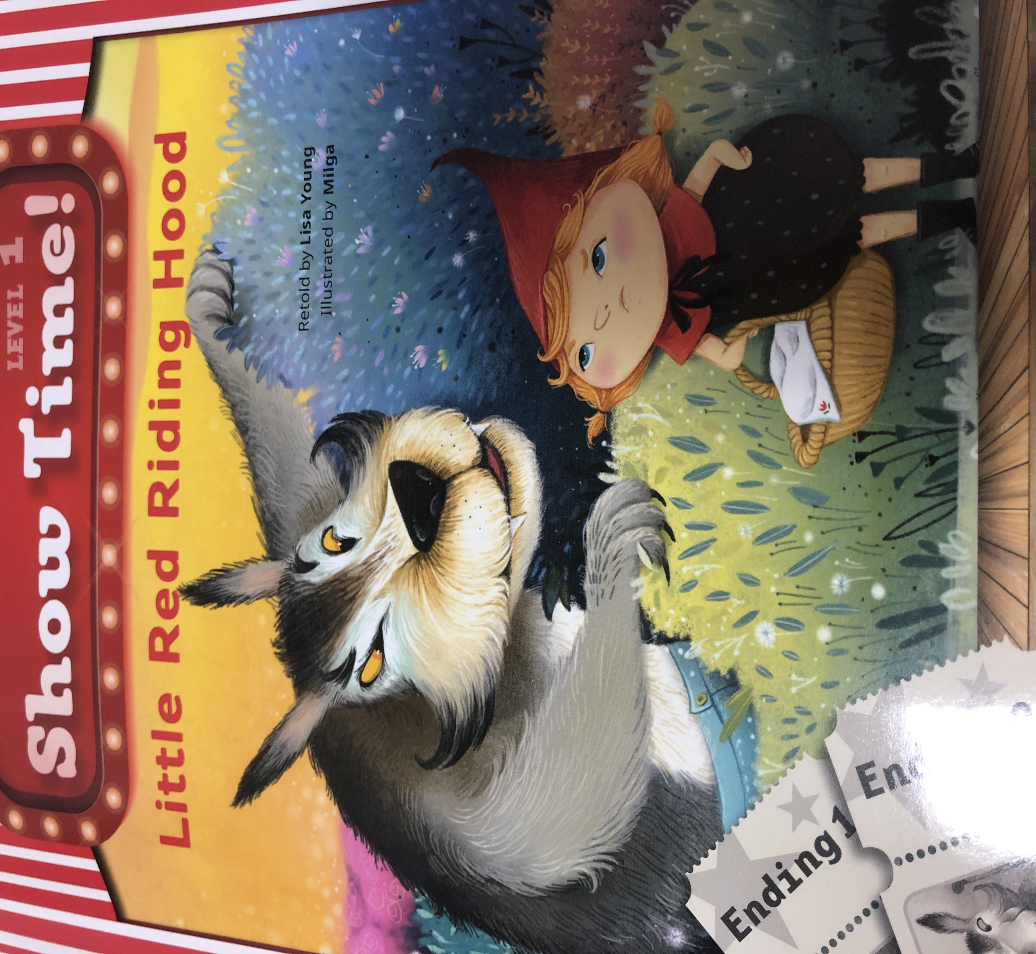 LEVEL 1
Show Time!
Little Red Riding Hood
Retold by Lisa Young
Illustrated by Milga
Ending 1